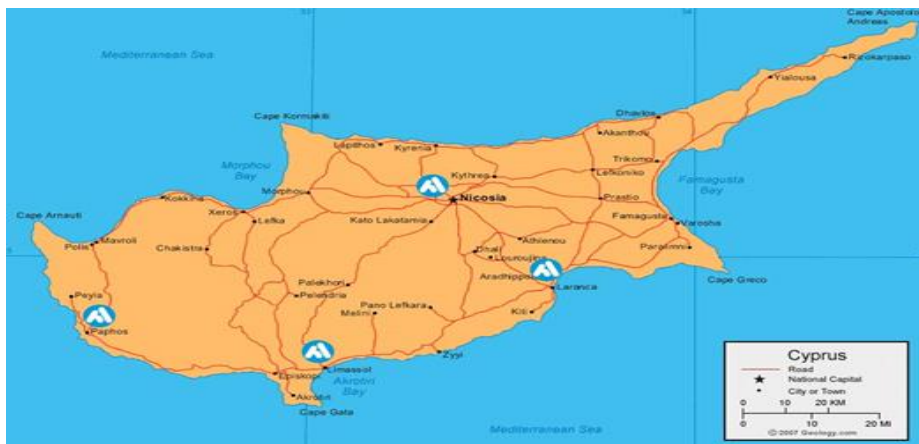 33
34
Cape Apostolos
Andreas
Mediterranean Sea
Rizokarpaso
Yialousa
Cape Kormakiti
Dhavlos
Akanthou
Lapithos
Kyrenia
Morphou
Bay
Trikomo
Kythrea
Lefkoniko
Famagusta
Bay
Morphou
Nicosia
Prastio
Kokkina
Cape Arnauti
Xeros
Lefka
Kato Lakatamia
Famagusta
Varosha
Polis
Mavroli
Chakistra
Athienou
Dhali
Louroujina
Paralimni
Aradhippo
Cape Greco
Palekhori
Larnaca
Peyia
Pelendria
Pano Lefkara
Melini
Kiti
Paphos
Zyyi
Limassol
Episkopi
Akrotiri
Bay
Akrotiri
Cape Gata
Mediterranean Sea
Cyprus
Road
National Capital
City or Town
0 10 20 KM
0 10 20 MI
© 2007 Geology.com